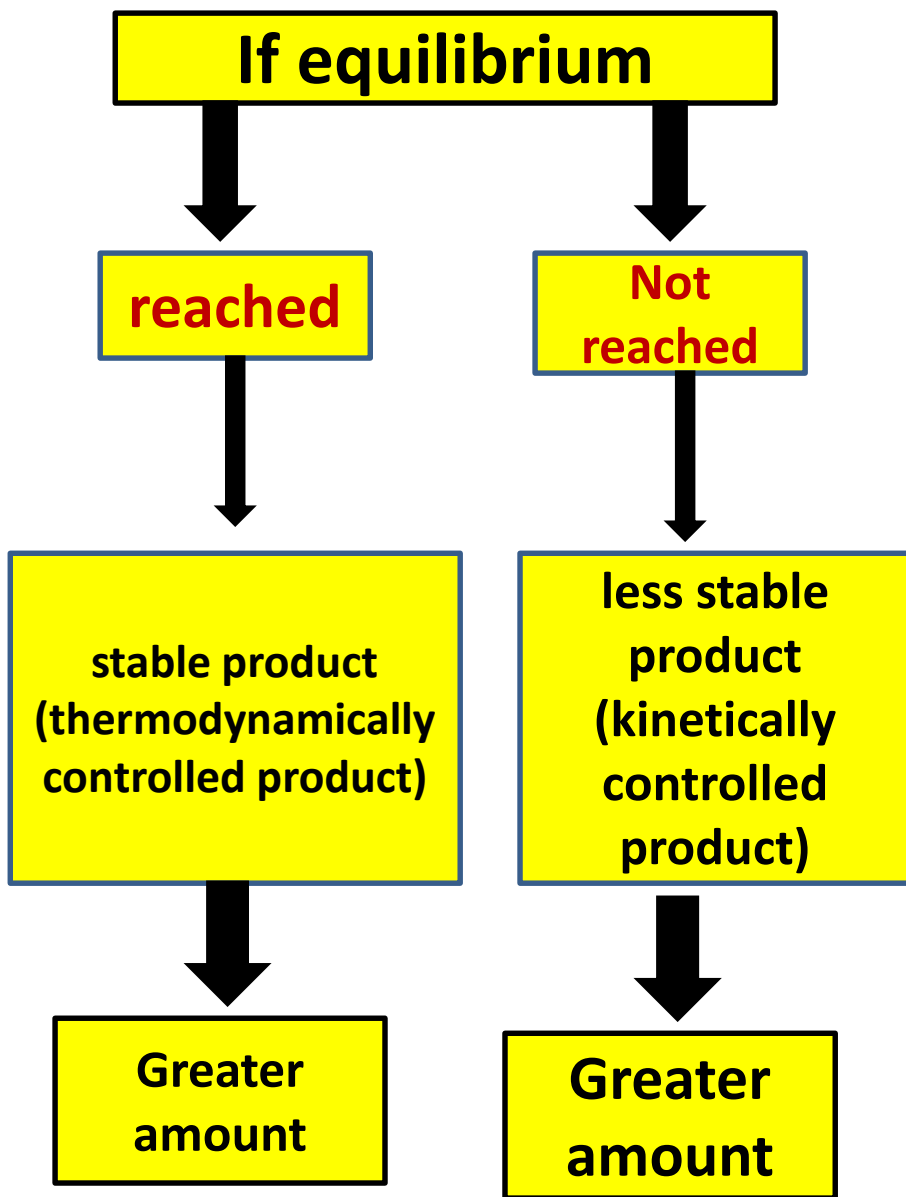 If equilibrium
reached
Not
reached
stable product
(thermodynamically
controlled product)
less stable
product
(kinetically
controlled
product)
Greater
amount
Greater
amount